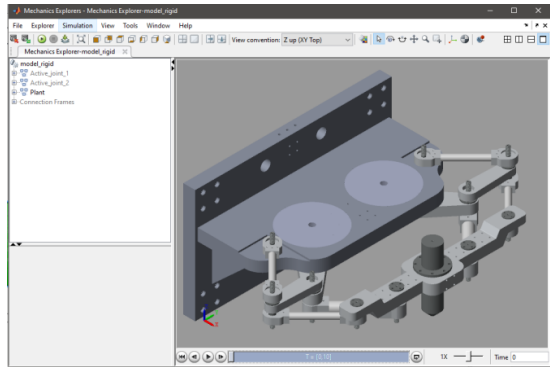 Mechanics Explorers - Mechanics Explorer-model_rigid
File Explorer Simulation View Tools Window Help
View convention: Z up (XY Top)
Mechanics Explorer-model_rigid
model_rigid
Active_joint_1
Active_joint_2
Plant
Connection Frames
1X
Time 0